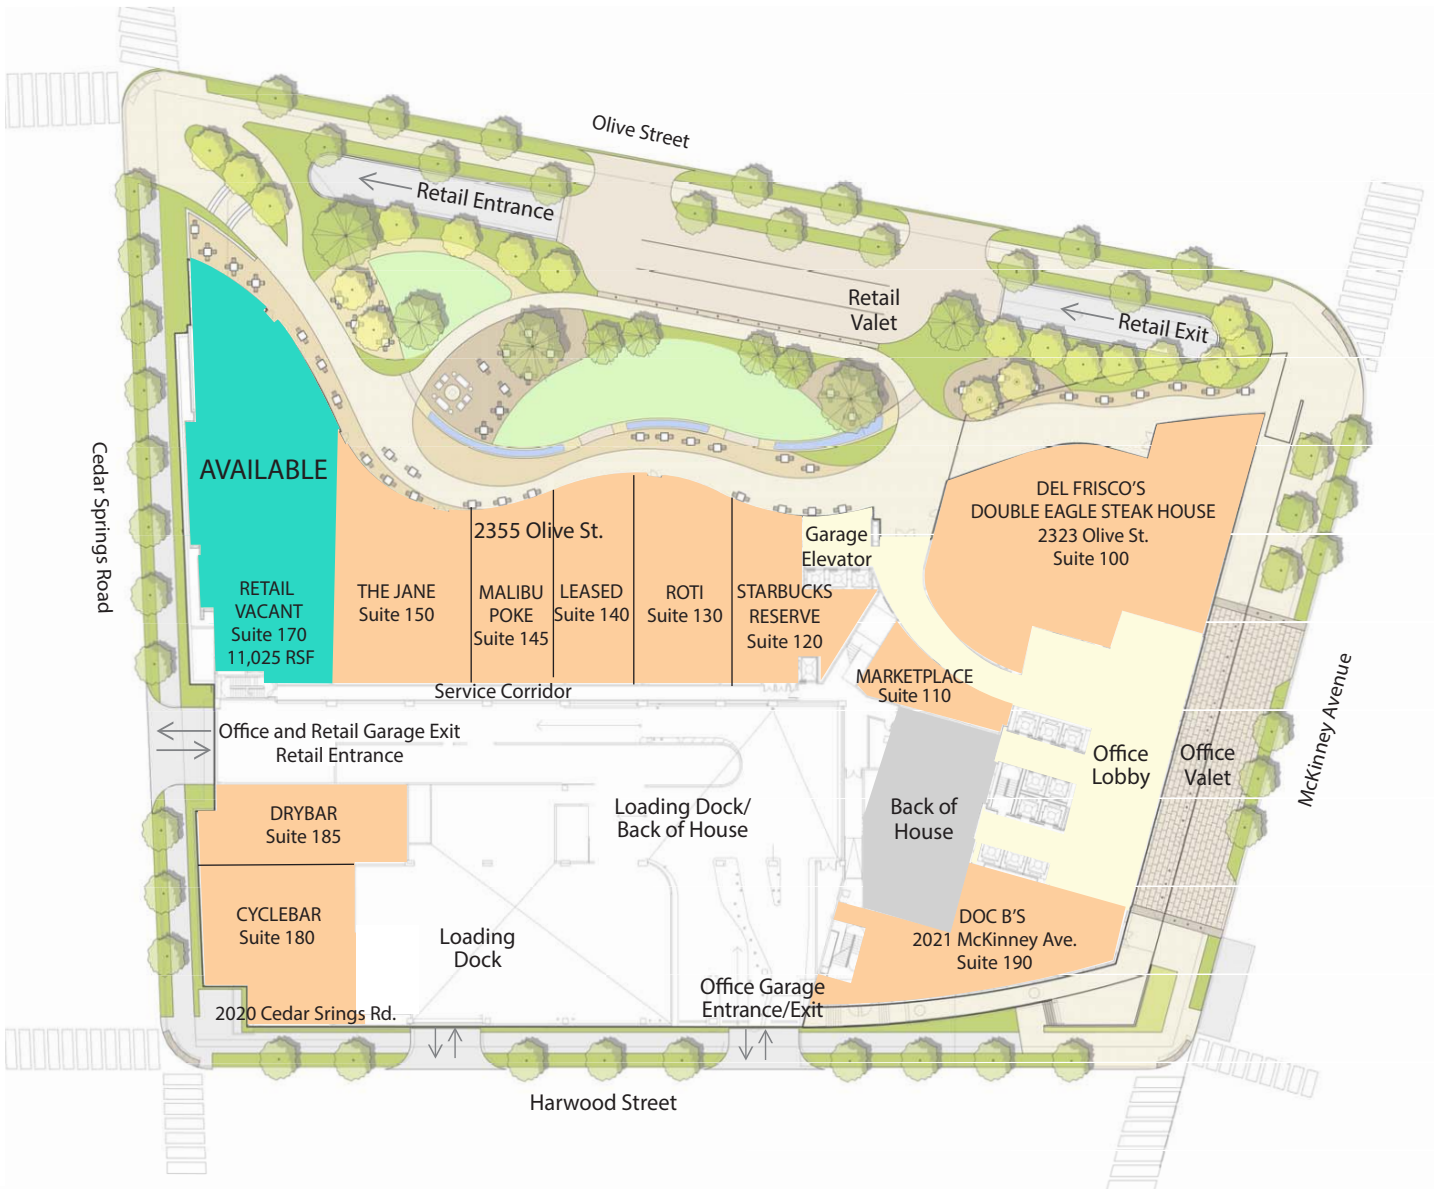 Olive Street
Retail Entrance
Retail
Valet
Retail Exit
Cedar Springs Road
AVAILABLE
RETAIL
VACANT
Suite 170
11,025 RSF
2355 Olive St.
THE JANE
Suite 150
MALIBU
POKE
Suite 145
LEASED
Suite 140
ROTI
Suite 130
STARBUCKS
RESERVE
Suite 120
Garage
Elevator
DEL FRISCO'S
DOUBLE EAGLE STEAK HOUSE
2323 Olive St.
Suite 100
MARKETPLACE
Suite 110
Service Corridor
Office and Retail Garage Exit
Retail Entrance
Office
Lobby
Office
Valet
McKinney Avenue
DRYBAR
Suite 185
Loading Dock/
Back of House
Back of
House
CYCLEBAR
Suite 180
Loading
Dock
DOC B'S
2021 McKinney Ave.
Suite 190
Office Garage
Entrance/Exit
2020 Cedar Srings Rd.
Harwood Street